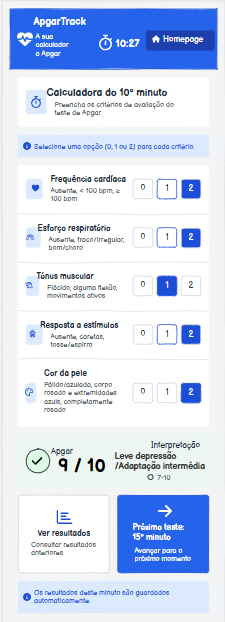 ApgarTrack
A sua
calculador
a Apgar
10:27
Homepage
Calculadora do 10º minuto
Preencha os critérios de avaliação do
teste de Apgar
Selecione uma opção (0, 1 ou 2) para cada critério.
Frequência cardíaca
Ausente, < 100 bpm, ≥
100 bpm
0 1 2
Esforço respiratório
Ausente, fraco/irregular,
bom/choro
0 1 2
Tónus muscular
Flácido, alguma flexão,
movimentos ativos
0 1 2
Resposta a estímulos
Ausente, caretas,
tosse/espirro
0 1 2
Cor da pele
Pálido/azulado, corpo
rosado e extremidades
azuis, completamente
rosado
0 1 2
Apgar
9 / 10
Interpretação
Leve depressão
/Adaptação intermédia
7-10
Ver resultados
Consultar resultados
anteriores
Próximo teste:
15º minuto
Avançar para o
próximo momento
Os resultados deste minuto são guardados
automaticamente.